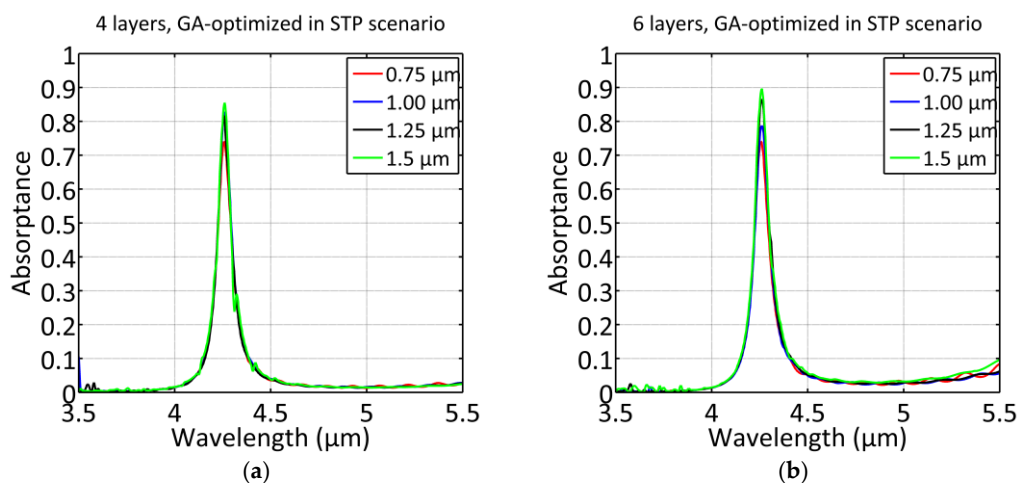 4 layers, GA-optimized in STP scenario
Absorptance
1
0.9
0.8
0.7
0.6
0.5
0.4
0.3
0.2
0.1
0
3.5 4 4.5 5 5.5
Wavelength (μm)
0.75 μm
1.00 μm
1.25 μm
1.5 μm
(a)
6 layers, GA-optimized in STP scenario
Absorptance
1
0.9
0.8
0.7
0.6
0.5
0.4
0.3
0.2
0.1
0
3.5 4 4.5 5 5.5
Wavelength (μm)
0.75 μm
1.00 μm
1.25 μm
1.5 μm
(b)